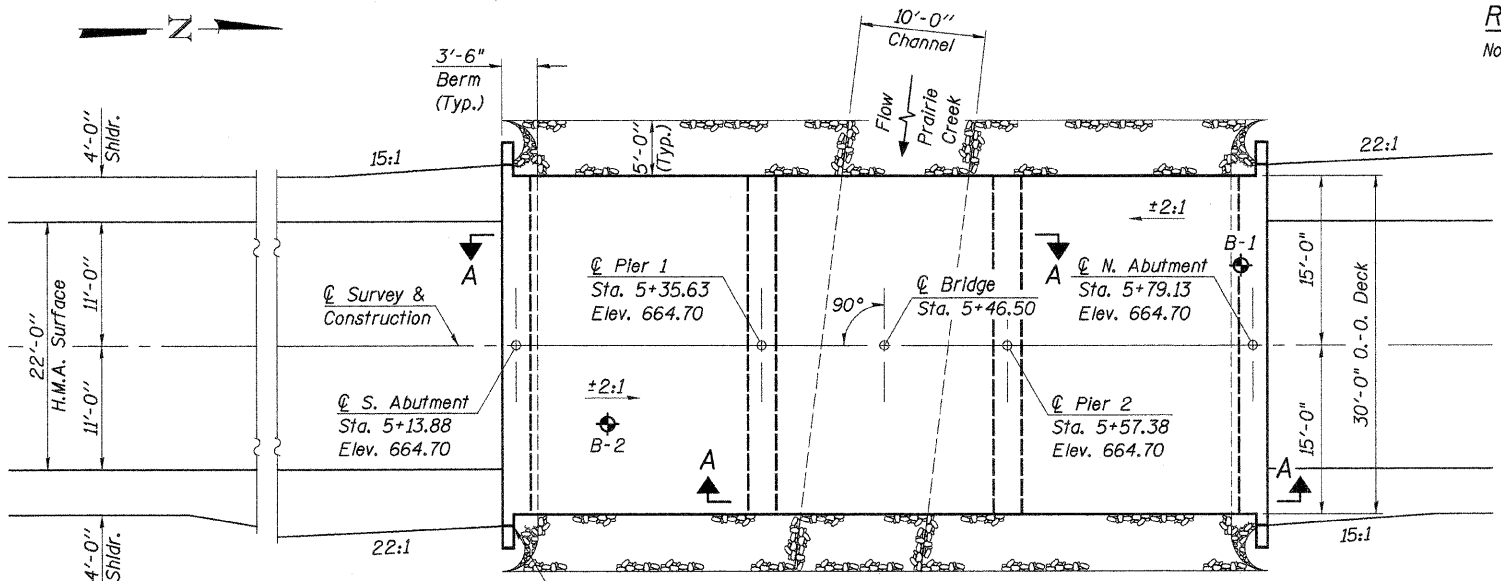 N
R
No
10'-0"
Channel
3'-6"
Berm
(Typ.)
Flow
Prairie
Creek
4'-0"
Shldr.
15:1
5'-0"
(Typ.)
22:1
±2:1
B-1
A
A
℄ Pier 1
Sta. 5+35.63
Elev. 664.70
℄ Bridge
Sta. 5+46.50
90°
℄ N. Abutment
Sta. 5+79.13
Elev. 664.70
℄ Survey &
Construction
22'-0"
H.M.A. Surface
11'-0"
11'-0"
15'-0"
15'-0"
30'-0" O.-O. Deck
℄ S. Abutment
Sta. 5+13.88
Elev. 664.70
±2:1
B-2
℄ Pier 2
Sta. 5+57.38
Elev. 664.70
A
A
4'-0"
Shldr.
22:1
15:1